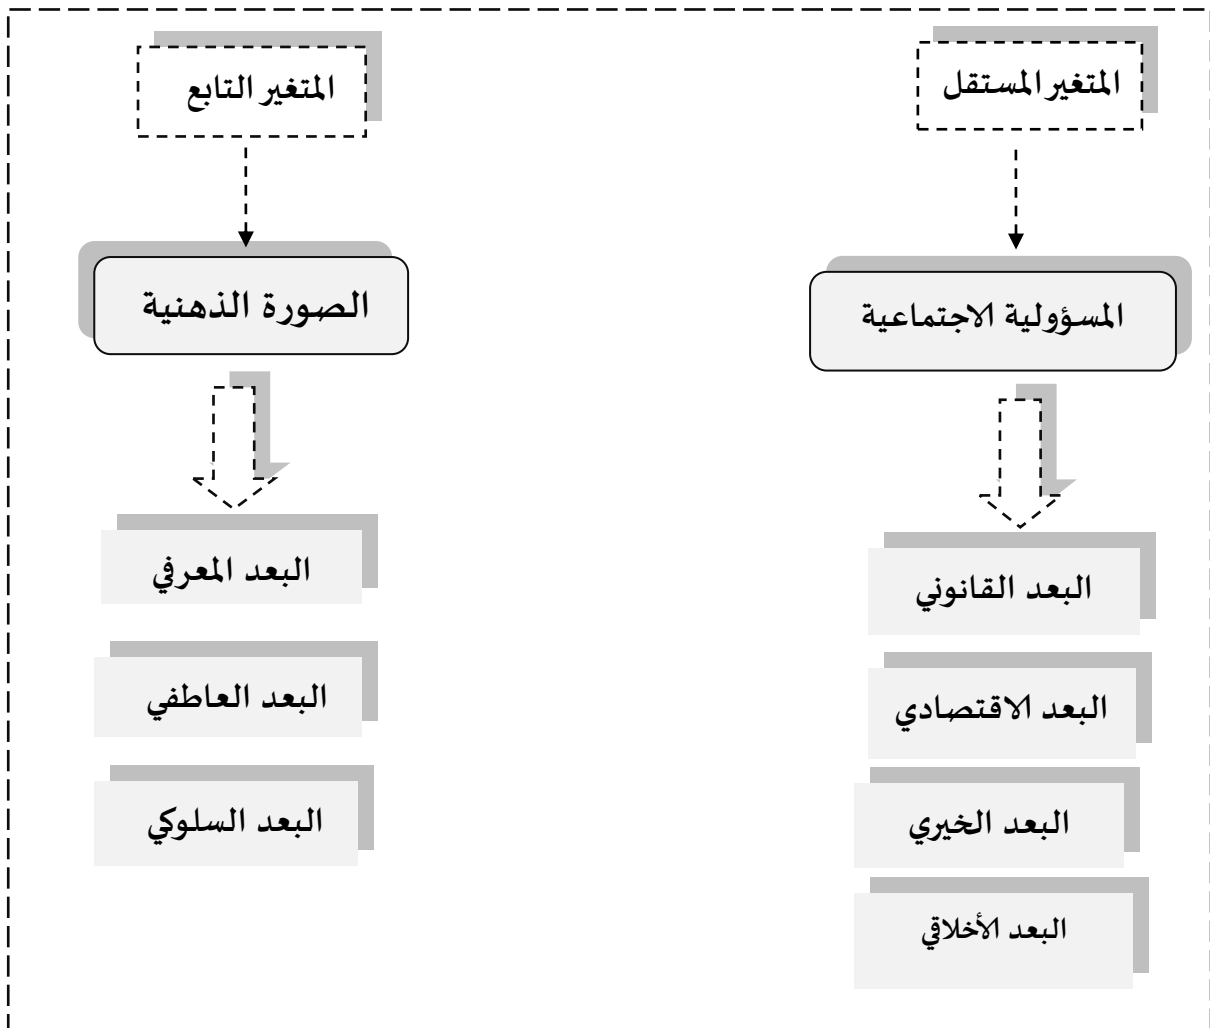 المتغير المستقل
المسؤولية الاجتماعية
البعد القانوني
البعد الاقتصادي
البعد الخيري
البعد الأخلاقي
المتغير التابع
الصورة الذهنية
البعد المعرفي
البعد العاطفي
البعد السلوكي